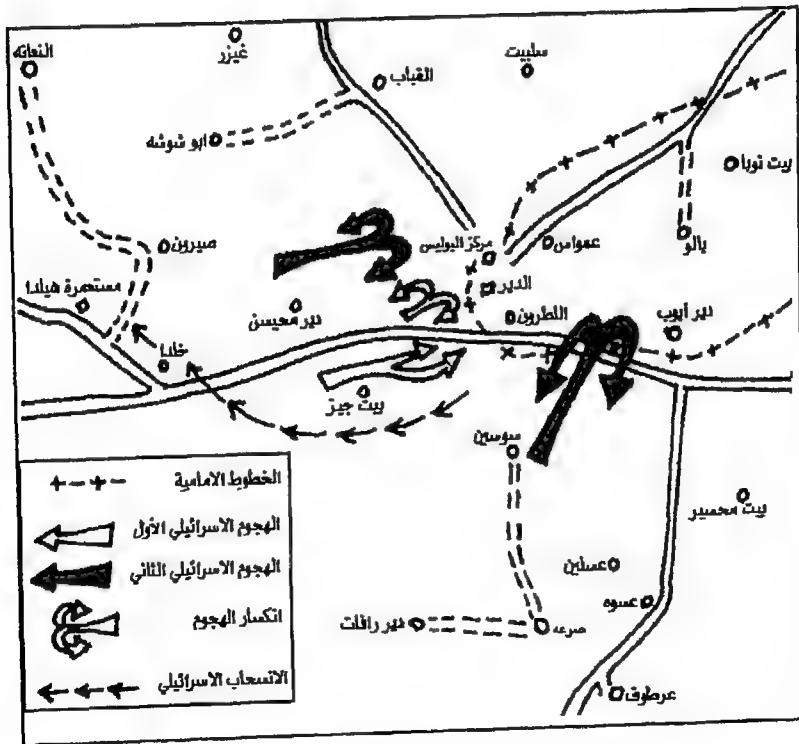 النعانه
غيزر
سلبيت
القباب
ابو شوشه
بيت نوبا
يالو
عمواس
مركز البوليس
صيرين
الدير
مستعمرة هيلدا
دير محيسن
اللطرون
دير أيوب
خلدا
بيت جيز
سوسين
بيت محسير
عسلين
عسوه
صرعه
دير رافات
عرطوف
الخطوط الامامية
الهجوم الاسرائيلي الأول
الهجوم الاسرائيلي الثاني
انكسار الهجوم
الانسحاب الاسرائيلي